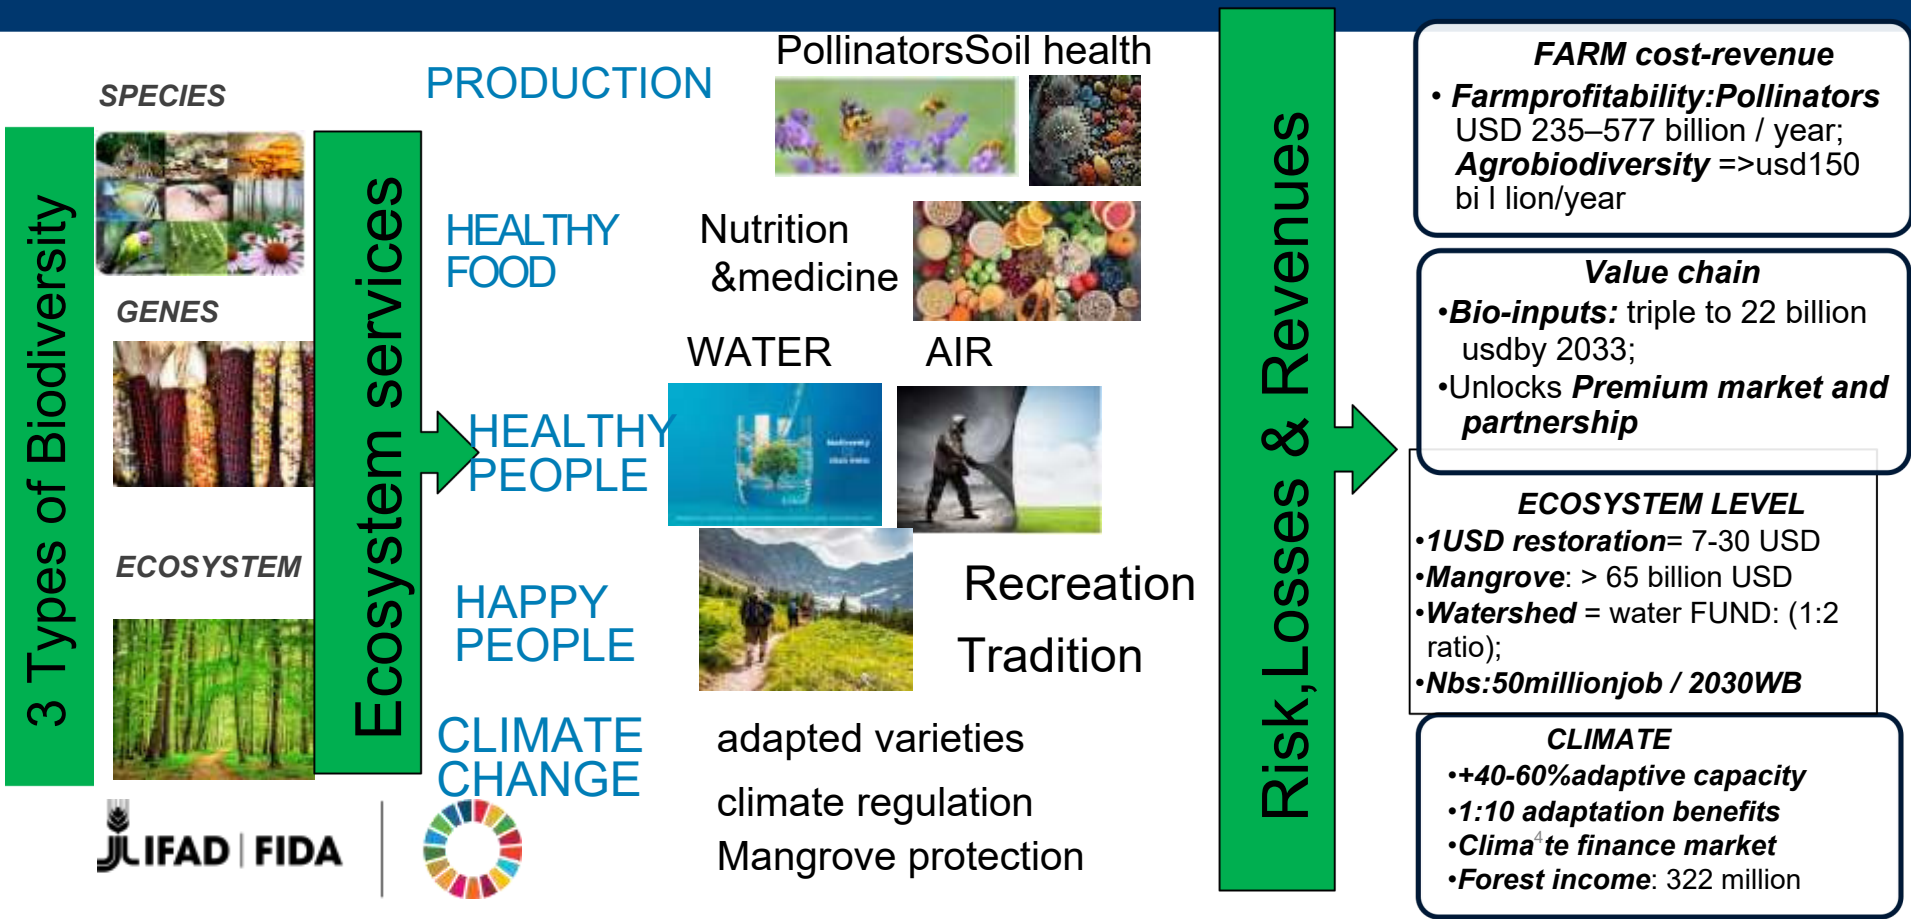 3 Types of Biodiversity
SPECIES
GENES
ECOSYSTEM
Ecosystem services
PRODUCTION
PollinatorsSoil health
HEALTHY
FOOD
Nutrition
&medicine
WATER
AIR
HEALTHY
PEOPLE
HAPPY
PEOPLE
Recreation
Tradition
CLIMATE
CHANGE
adapted varieties
climate regulation
Mangrove protection
Risk,Losses & Revenues
FARM cost-revenue
• Farmprofitability:Pollinators
USD 235–577 billion / year;
Agrobiodiversity =>usd150
bi l lion/year
Value chain
•Bio-inputs: triple to 22 billion
usdby 2033;
•Unlocks Premium market and
partnership
ECOSYSTEM LEVEL
•1USD restoration= 7-30 USD
•Mangrove: > 65 billion USD
•Watershed = water FUND: (1:2
ratio);
•Nbs:50millionjob / 2030WB
CLIMATE
•+40-60%adaptive capacity
•1:10 adaptation benefits
•Clima4te finance market
•Forest income: 322 million
JLIFAD | FIDA